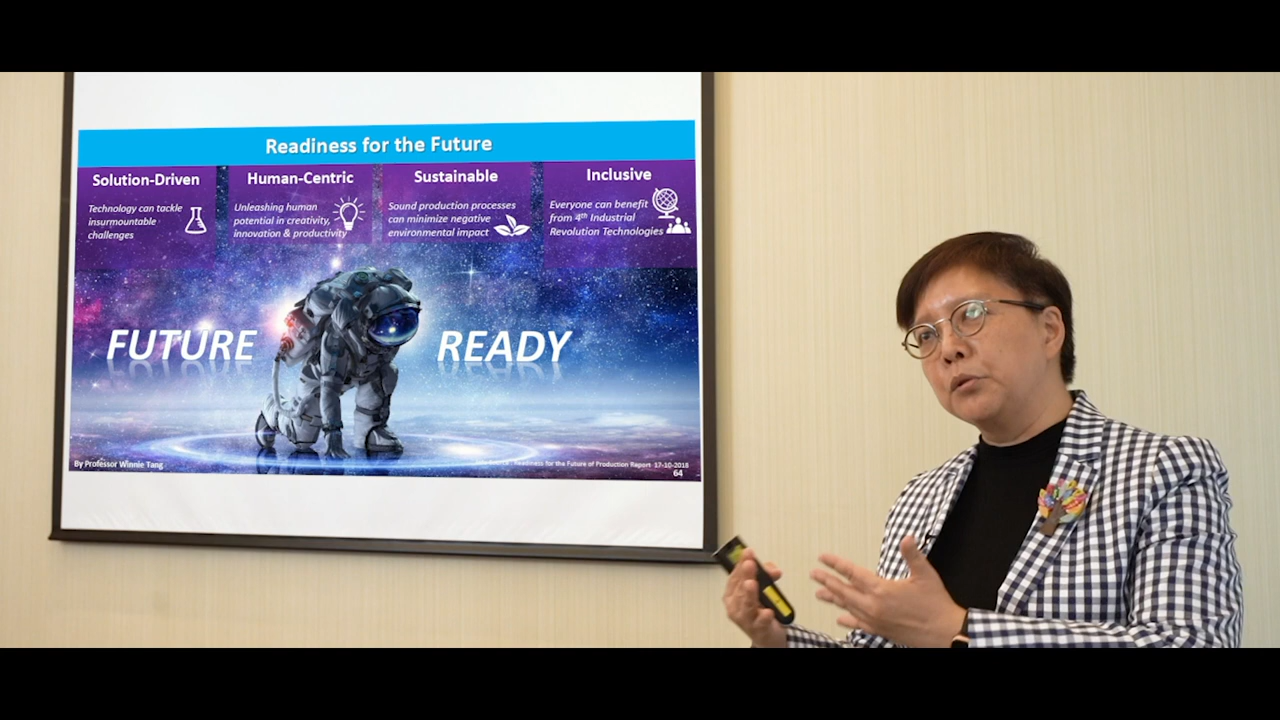 Readiness for the Future
Solution-Driven
Technology can tackle
insurmountable
challenges
Human-Centric
Unleashing human
potential in creativity,
innovation & productivity
Sustainable
Sound production processes
can minimize negative
environmental impact
Inclusive
Everyone can benefit
from 4th Industrial
Revolution Technologies
FUTURE READY
By Professor Winnie Tang
Readiness for the Future of Production Report 17-10-2018
64